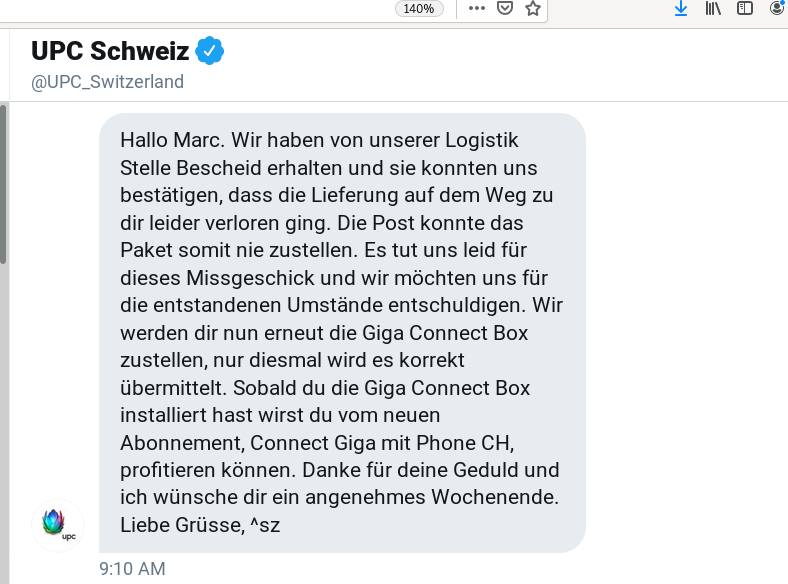 140%
UPC Schweiz
@UPC_Switzerland
Hallo Marc. Wir haben von unserer Logistik
Stelle Bescheid erhalten und sie konnten uns
bestätigen, dass die Lieferung auf dem Weg zu
dir leider verloren ging. Die Post konnte das
Paket somit nie zustellen. Es tut uns leid für
dieses Missgeschick und wir möchten uns für
die entstandenen Umstände entschuldigen. Wir
werden dir nun erneut die Giga Connect Box
zustellen, nur diesmal wird es korrekt
übermittelt. Sobald du die Giga Connect Box
installiert hast wirst du vom neuen
Abonnement, Connect Giga mit Phone CH,
profitieren können. Danke für deine Geduld und
ich wünsche dir ein angenehmes Wochenende.
Liebe Grüsse, ^sz
upc
9:10 AM